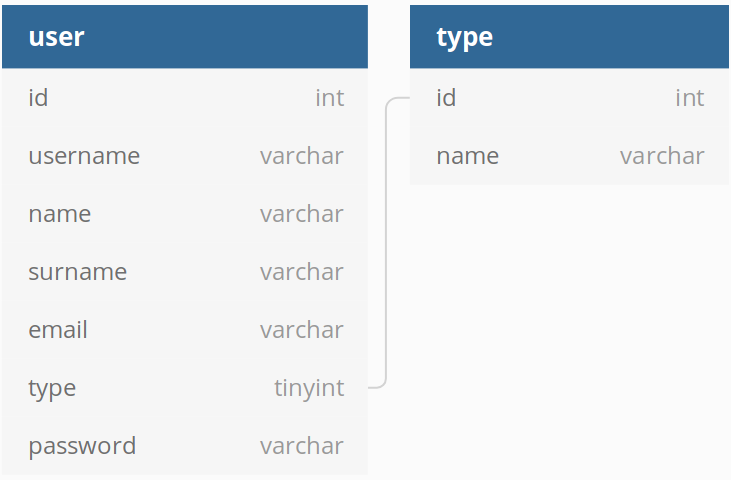 user
id int
username varchar
name varchar
surname varchar
email varchar
type tinyint
password varchar
type
id int
name varchar